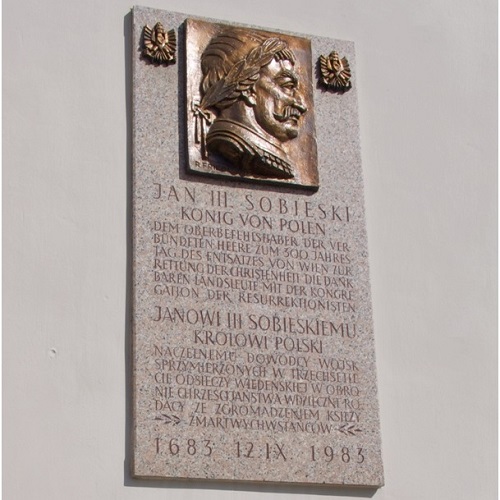 JAN III SOBIESKI
KÖNIG VON POLEN
DEM OBERBEFEHLSHABER DER VER
BÜNDETEN HEERE ZUM 300 JAHRES
TAG DES ENTSATZES VON WIEN ZUR
RETTUNG DER CHRISTENHEIT DIE DANK
BAREN LANDSLEUTE MIT DER KONGRE
GATION DER RESURREKTIONISTEN
JANOWI III SOBIESKIEMU
KRÓLOWI POLSKI
NACZELNEMU DOWÓDCY WOJSK
SPRZYMIERZONYCH W TRZECHSETLE
CIE ODSIECZY WIEDEŃSKIEJ W OBRO
NIE CHRZEŚCIJAŃSTWA WDZIĘCZNI RO
DACY ZE ZGROMADZENIEM KSIĘŻY
ZMARTWYCHWSTAŃCÓW
1683 12·IX 1983